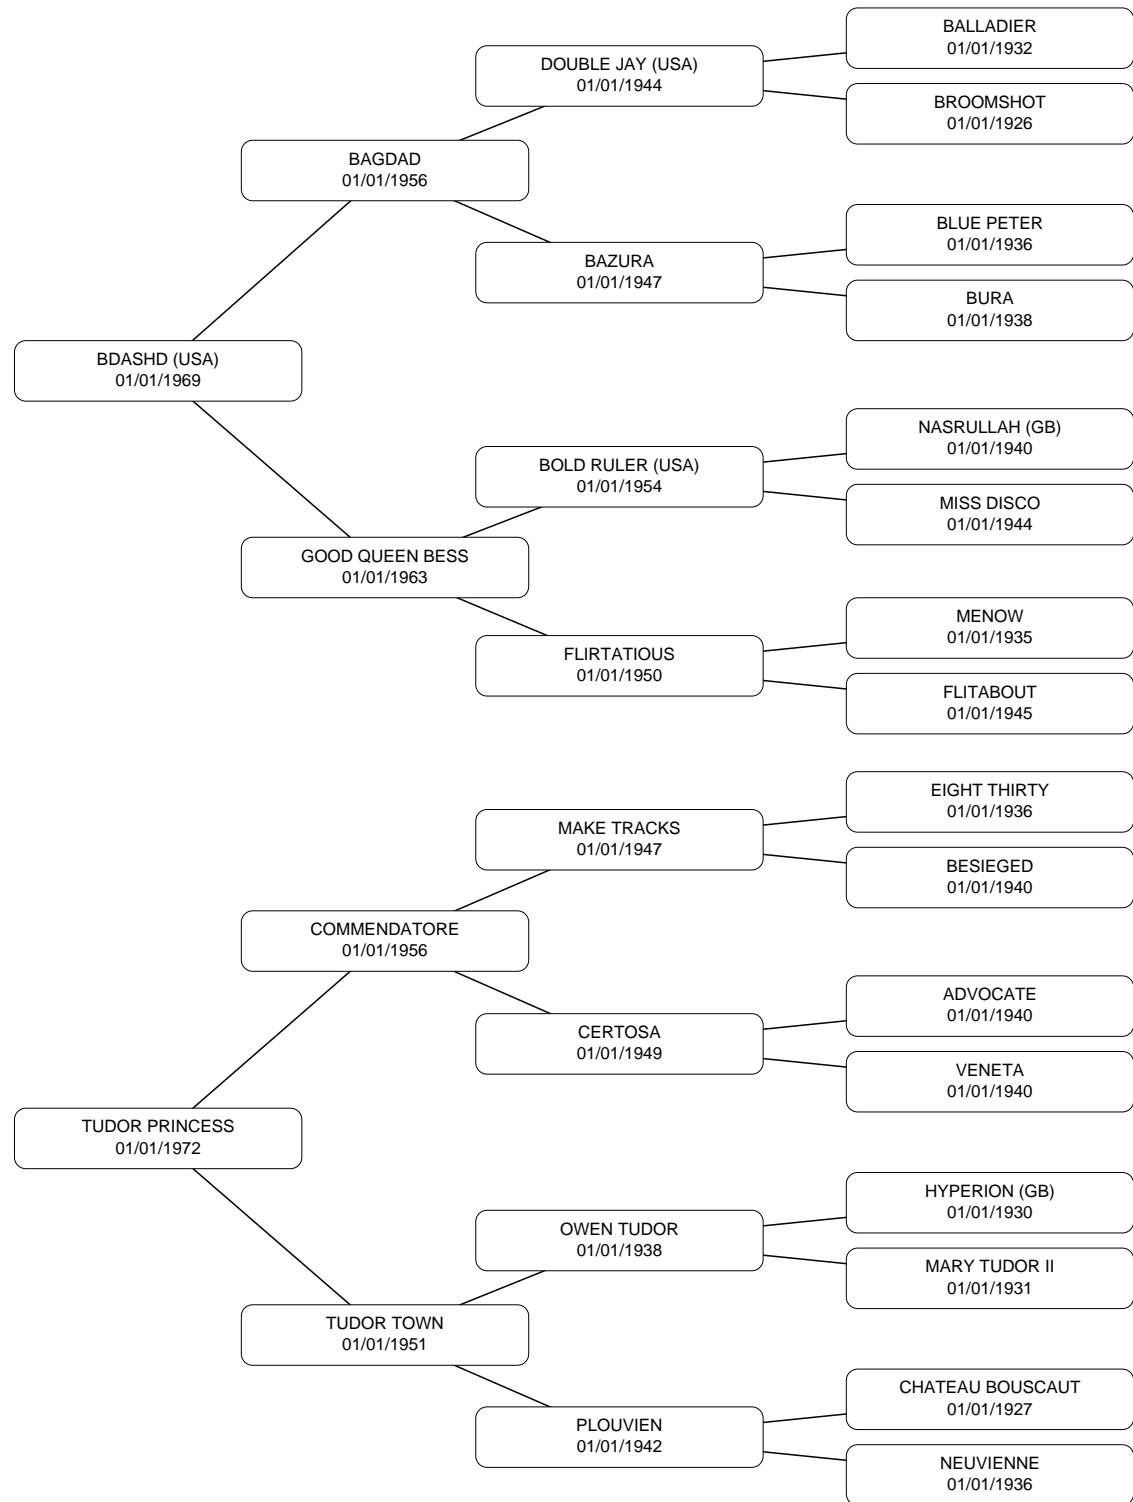 BALLADIER
01/01/1932
DOUBLE JAY (USA)
01/01/1944
BROOMSHOT
01/01/1926
BAGDAD
01/01/1956
BLUE PETER
01/01/1936
BAZURA
01/01/1947
BURA
01/01/1938
BDASHD (USA)
01/01/1969
NASRULLAH (GB)
01/01/1940
BOLD RULER (USA)
01/01/1954
MISS DISCO
01/01/1944
GOOD QUEEN BESS
01/01/1963
MENOW
01/01/1935
FLIRTATIOUS
01/01/1950
FLITABOUT
01/01/1945
EIGHT THIRTY
01/01/1936
MAKE TRACKS
01/01/1947
BESIEGED
01/01/1940
COMMENDATORE
01/01/1956
ADVOCATE
01/01/1940
CERTOSA
01/01/1949
VENETA
01/01/1940
TUDOR PRINCESS
01/01/1972
HYPERION (GB)
01/01/1930
OWEN TUDOR
01/01/1938
MARY TUDOR II
01/01/1931
TUDOR TOWN
01/01/1951
CHATEAU BOUSCAUT
01/01/1927
PLOUVIEN
01/01/1942
NEUVIENNE
01/01/1936